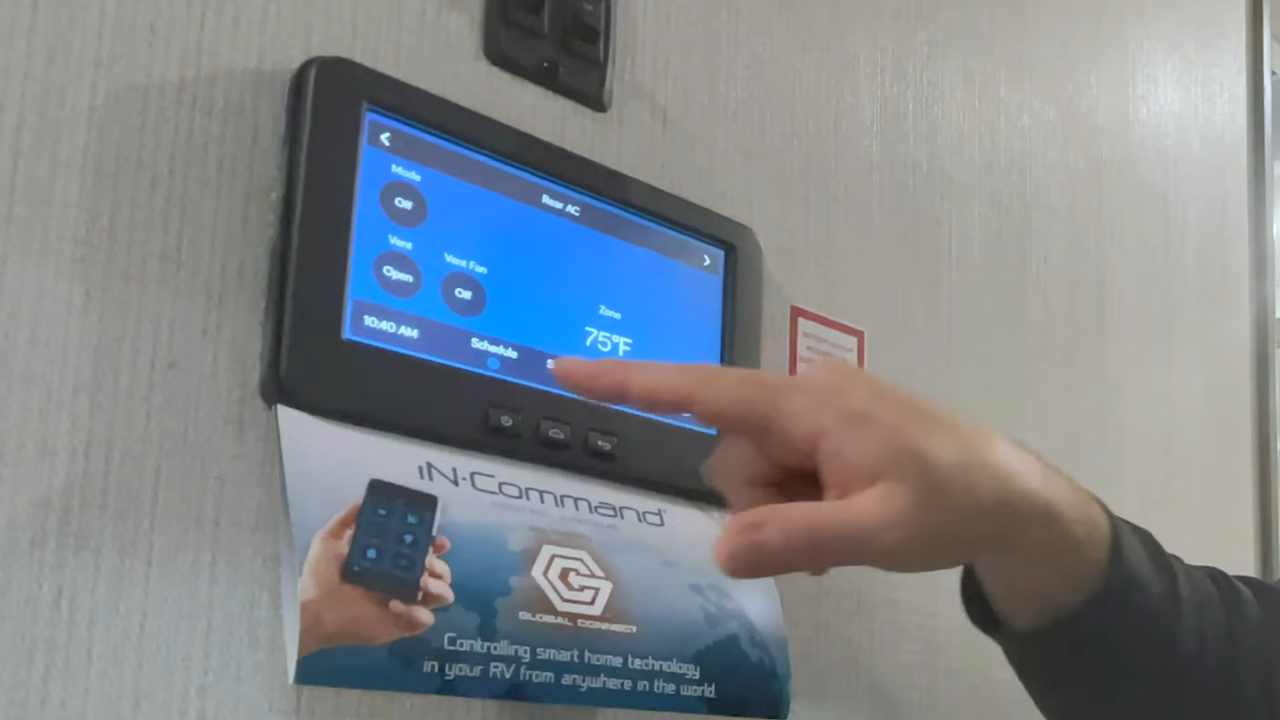 Rear AC
Mode
Off
Vent
Vent Fan
Open
Off
Zone
75°F
10:40 AM
Schedule
iN·Command
GLOBAL CONNECT
Controlling smart home technology
in your RV from anywhere in the world.